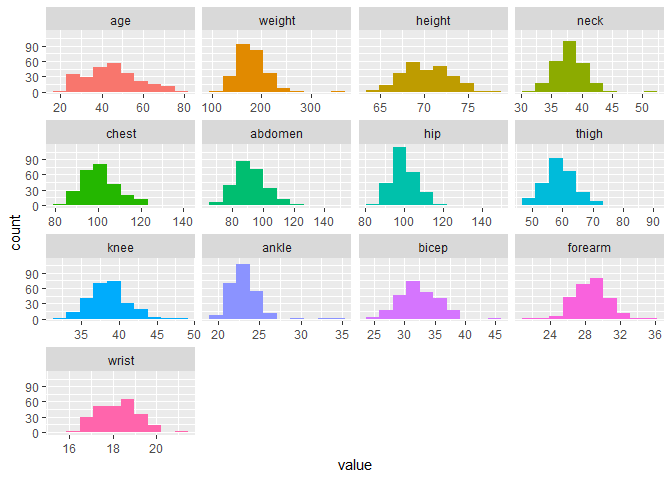 age weight height neck
90
60
30
0
20 40 60 80 100 200 300 65 70 75 30 35 40 45 50
chest abdomen hip thigh
90
60
30
0
80 100 120 140 80 100 120 140 80 100 120 140 50 60 70 80 90
knee ankle bicep forearm
90
60
30
0
35 40 45 50 20 25 30 35 25 30 35 40 45 24 28 32 36
wrist
90
60
30
0
16 18 20
count
value